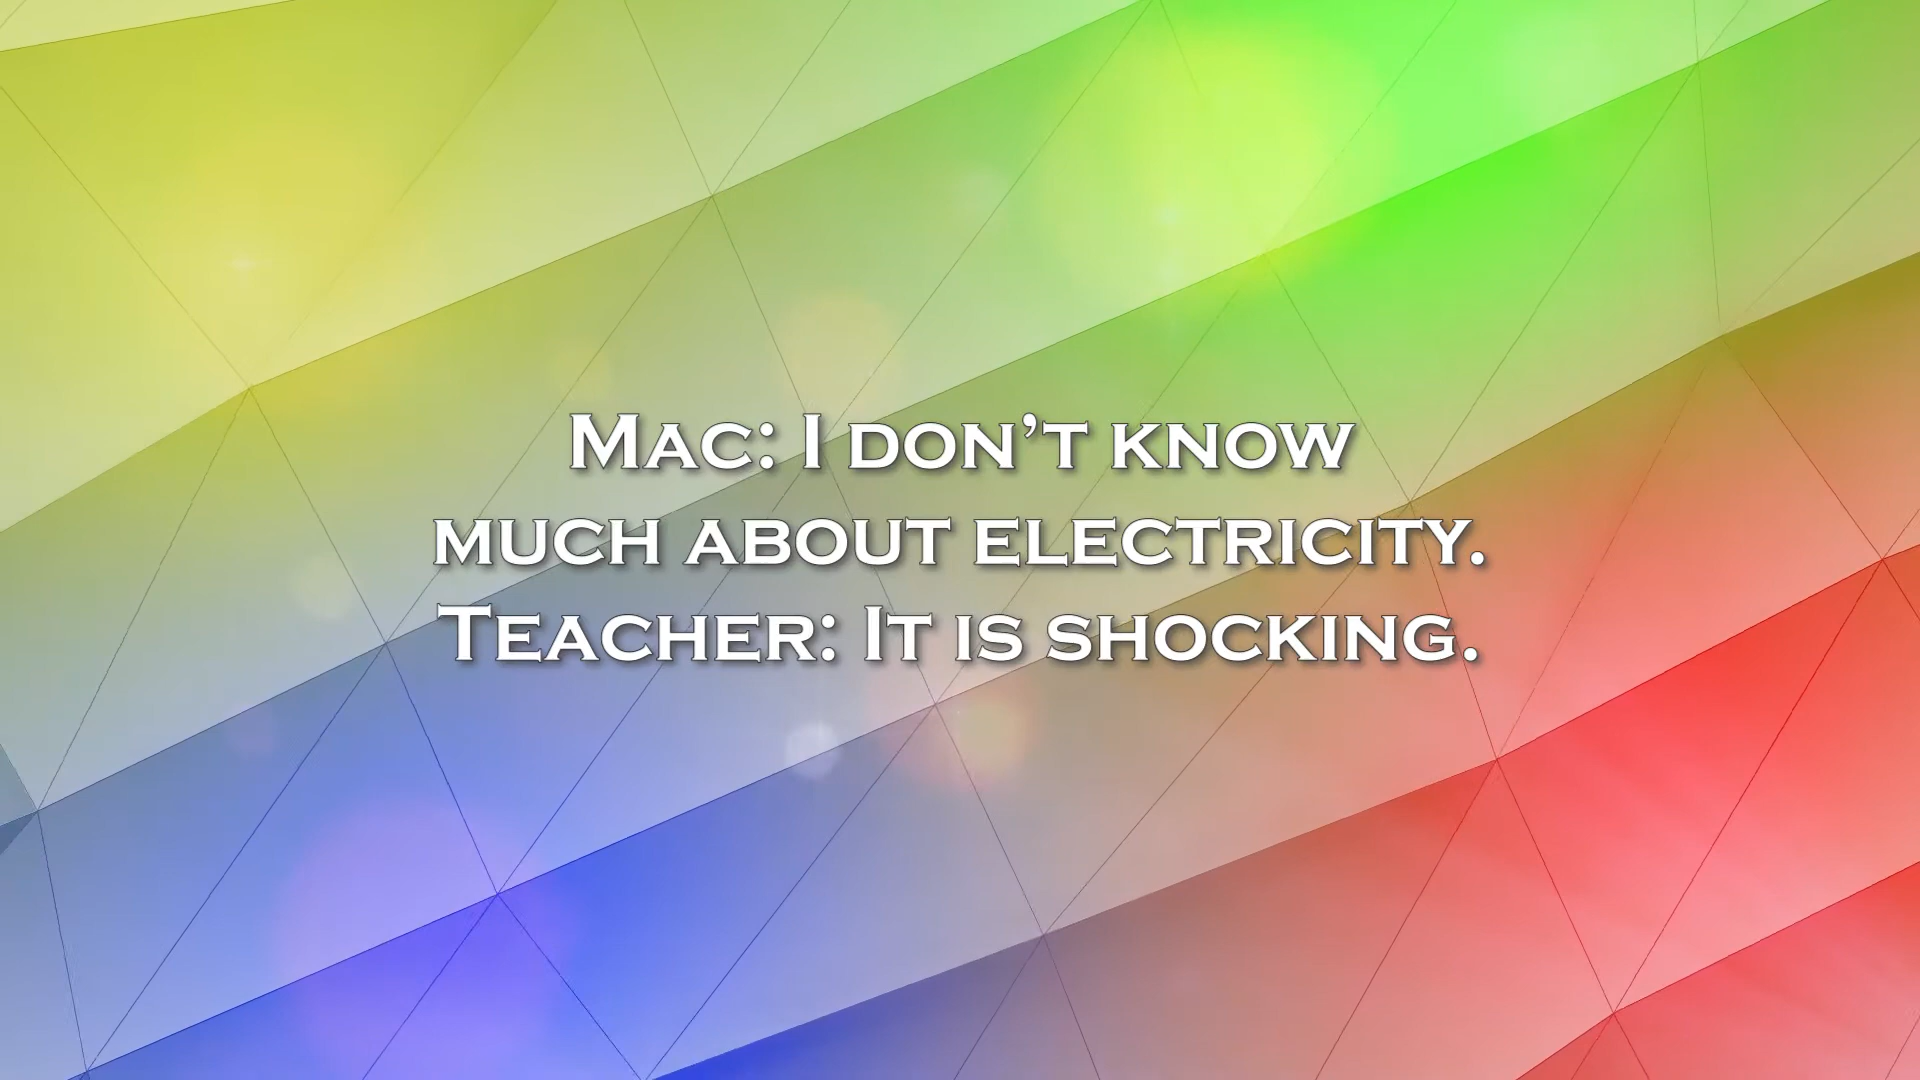 Mac: I don’t know
much about electricity.
Teacher: It is shocking.